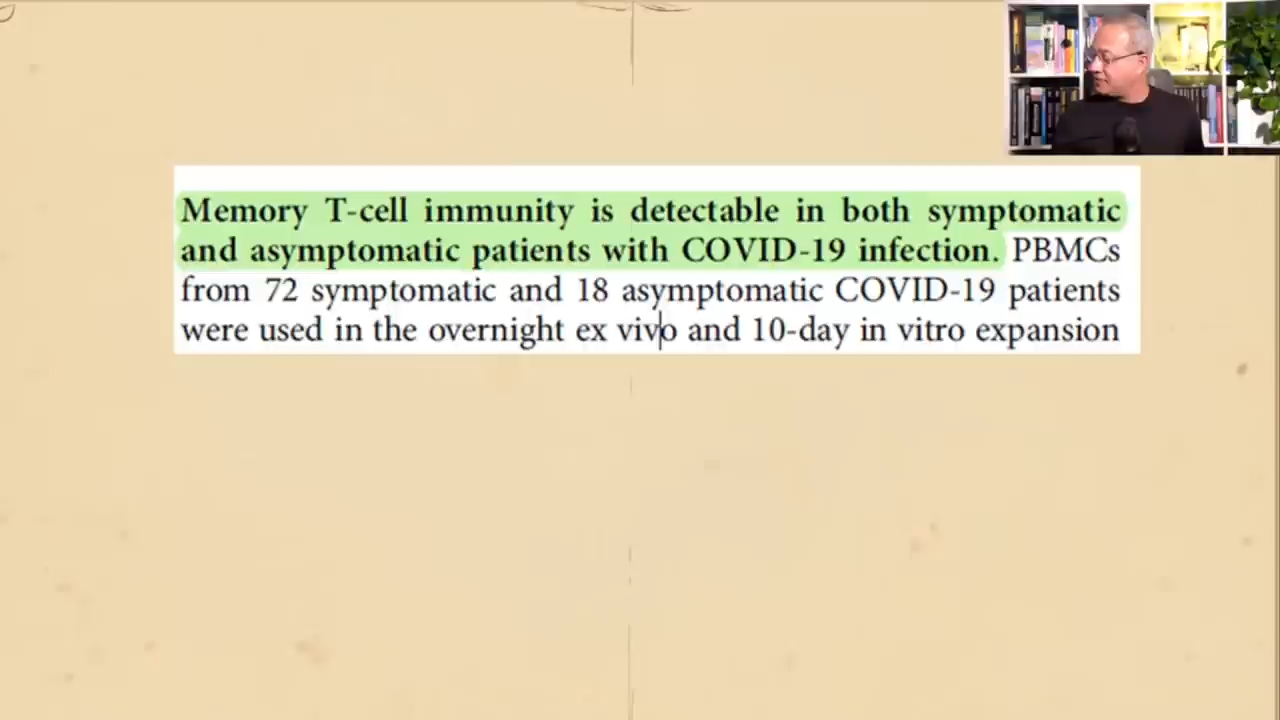 Memory T-cell immunity is detectable in both symptomatic
and asymptomatic patients with COVID-19 infection. PBMCs
from 72 symptomatic and 18 asymptomatic COVID-19 patients
were used in the overnight ex vivo and 10-day in vitro expansion